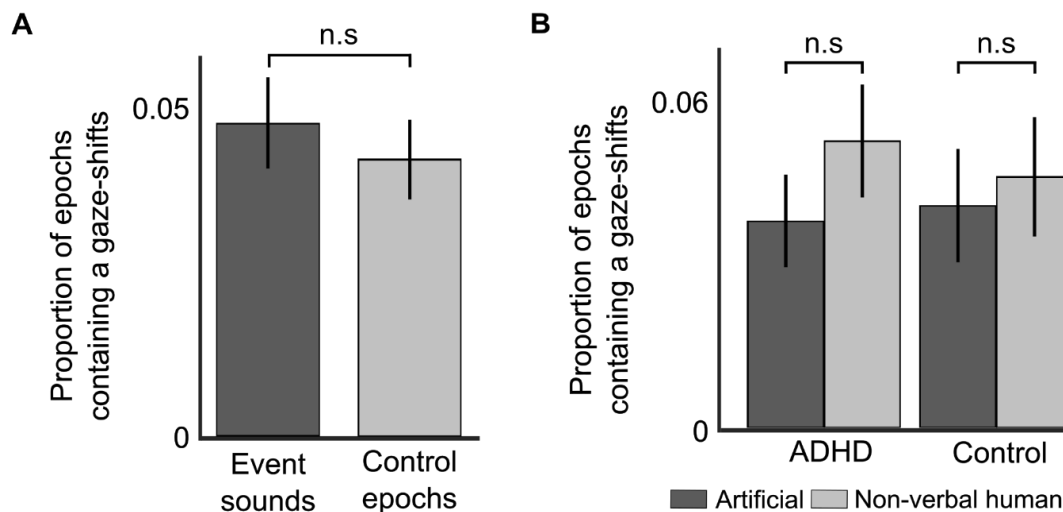 A
n.s
0.05
Proportion of epochs
containing a gaze-shifts
0
Event
sounds
Control
epochs
B
n.s
n.s
0.06
Proportion of epochs
containing a gaze-shifts
0
ADHD
Control
Artificial
Non-verbal human